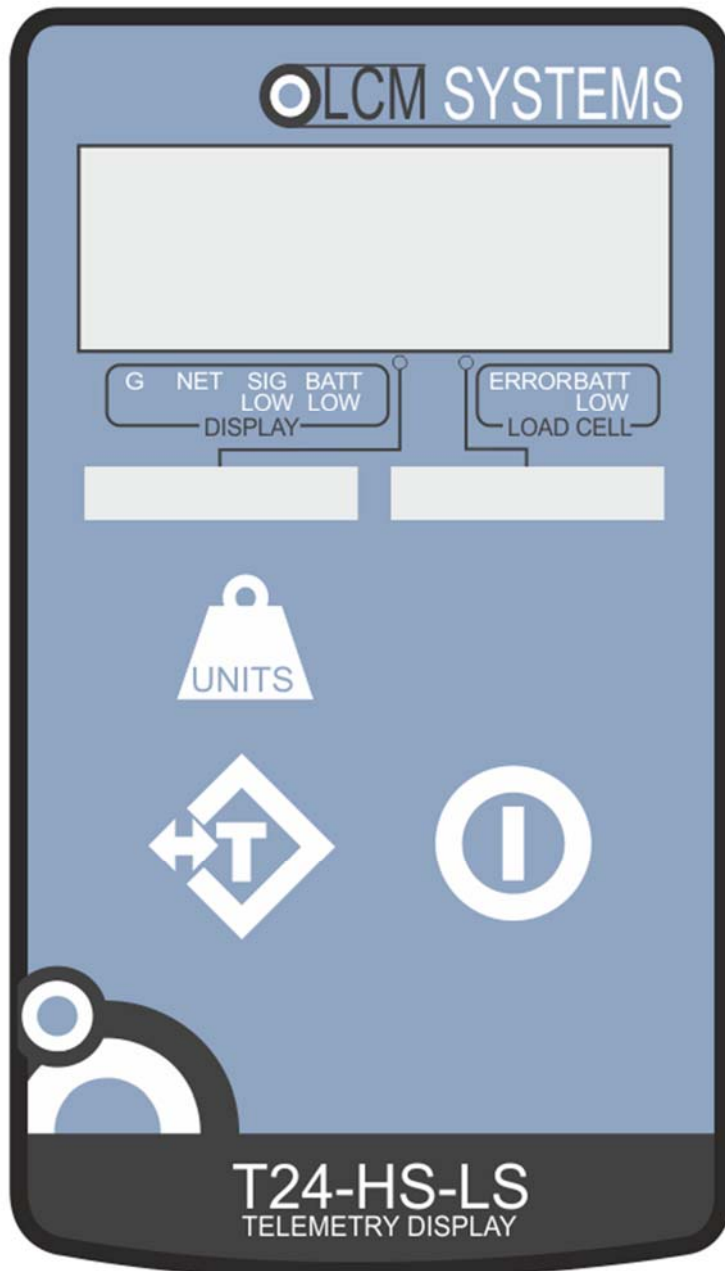 LCM SYSTEMS
G NET SIG BATT ERROR BATT
LOW LOW LOW
DISPLAY LOAD CELL
UNITS
T
T24-HS-LS
TELEMETRY DISPLAY